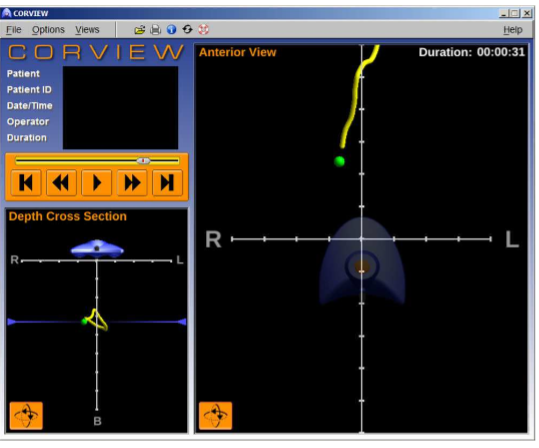 CORVIEW
File Options Views Help
CORVIEW
Patient
Patient ID
Date/Time
Operator
Duration
Anterior View
Duration: 00:00:31
R L
Depth Cross Section
R L
B